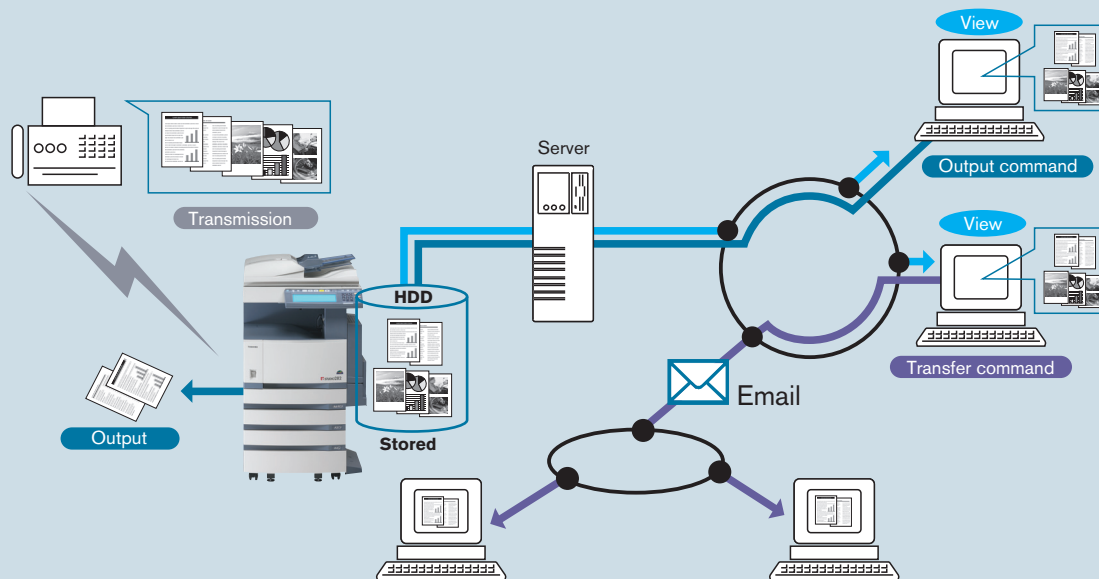 View
Server
Output command
Transmission
View
HDD
Transfer command
Email
Output
Stored